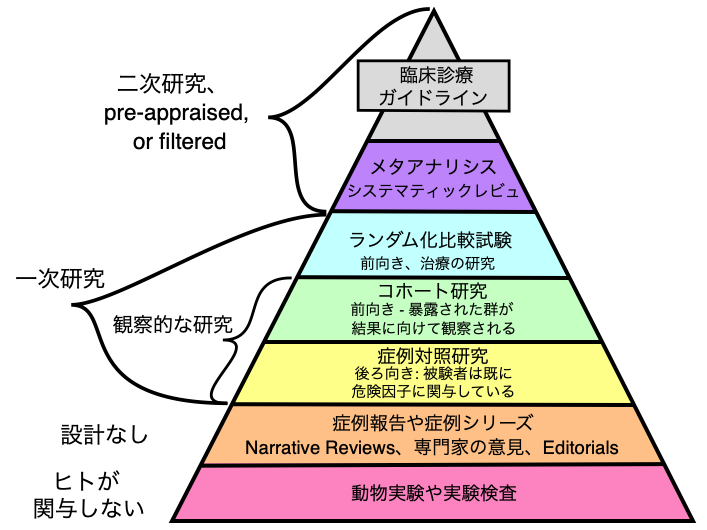 臨床診療
ガイドライン
二次研究、
pre-appraised,
or filtered
メタアナリシス
システマティックレビュ
ランダム化比較試験
前向き、治療の研究
一次研究
コホート研究
前向き - 暴露された群が
結果に向けて観察される
観察的な研究
症例対照研究
後ろ向き: 被験者は既に
危険因子に関与している
設計なし
症例報告や症例シリーズ
Narrative Reviews、専門家の意見、Editorials
ヒトが
関与しない
動物実験や実験検査